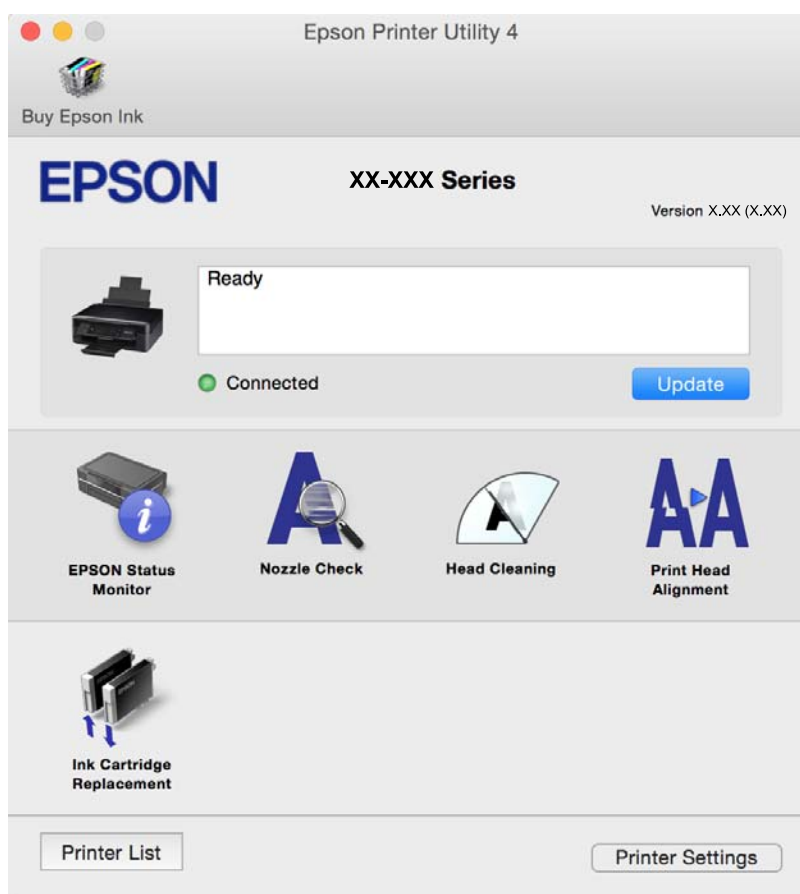 Epson Printer Utility 4
Buy Epson Ink
EPSON
XX-XXX Series
Version X.XX (X.XX)
Ready
Connected
Update
EPSON Status
Monitor
Nozzle Check
Head Cleaning
Print Head
Alignment
Ink Cartridge
Replacement
Printer List
Printer Settings